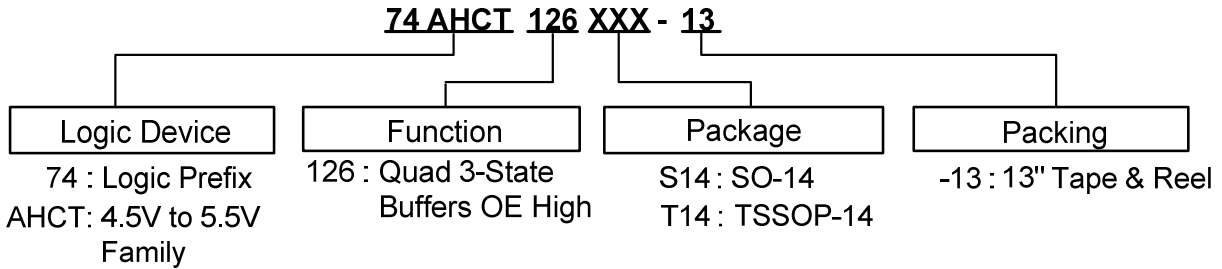 74 AHCT 126 XXX - 13
Logic Device
Function
Package
Packing
74 : Logic Prefix
AHCT: 4.5V to 5.5V
Family
126 : Quad 3-State
Buffers OE High
S14 : SO-14
T14 : TSSOP-14
-13 : 13" Tape & Reel